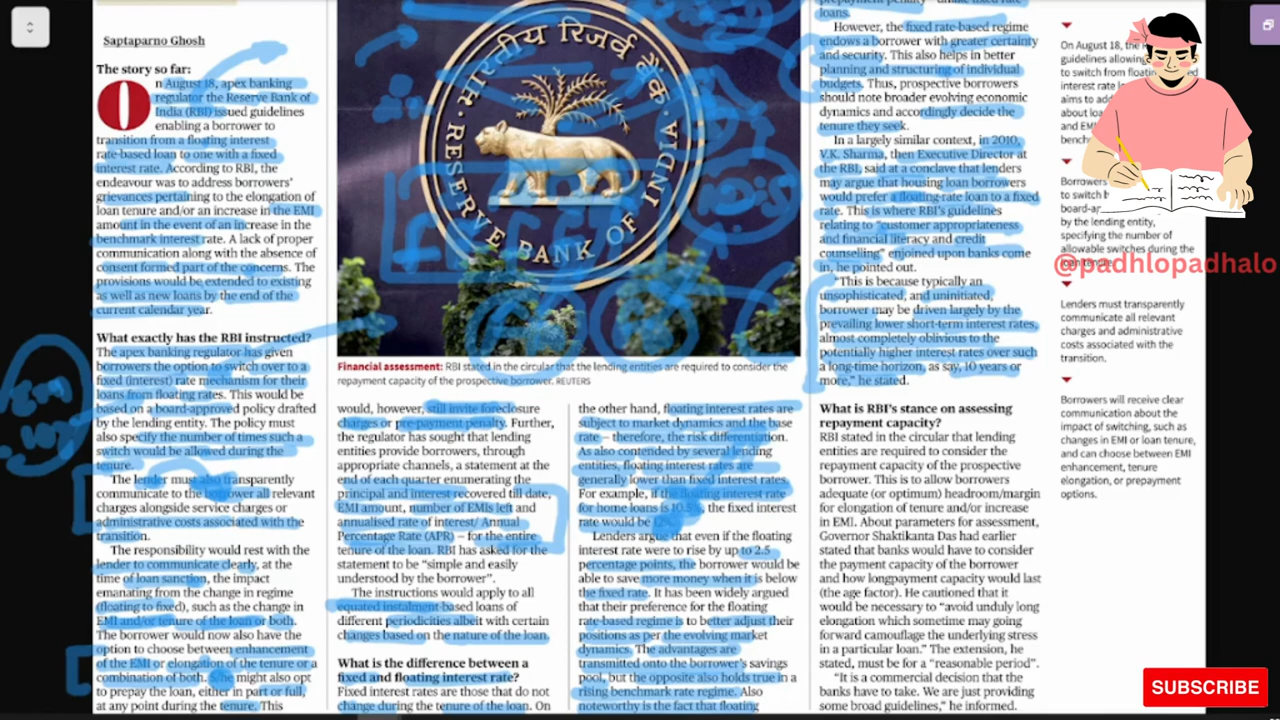 Saptaparno Ghosh
The story so far:
On August 18, apex banking
regulator the Reserve Bank of
India (RBI) issued guidelines
enabling a borrower to
transition from a floating interest
rate-based loan to one with a fixed
interest rate. According to RBI, the
endeavour was to address borrowers'
grievances pertaining to the elongation of
loan tenure and/or an increase in the EMI
amount in the event of an increase in the
benchmark interest rate. A lack of proper
communication along with the absence of
consent formed part of the concerns. The
provisions would be extended to existing
as well as new loans by the end of the
current calendar year.
What exactly has the RBI instructed?
The apex banking regulator has given
borrowers the option to switch over to a
fixed (interest) rate mechanism for their
loans from floating rates. This would be
based on a board-approved policy drafted
by the lending entity. The policy must
also specify the number of times such a
switch would be allowed during the
tenure.
The lender must also transparently
communicate to the borrower all relevant
charges alongside service charges or
administrative costs associated with the
transition.
The responsibility would rest with the
lender to communicate clearly, at the
time of loan sanction, the impact
emanating from the change in regime
(floating to fixed), such as the change in
EMI and/or tenure of the loan or both.
The borrower would now also have the
option to choose between enhancement
of the EMI or elongation of the tenure or a
combination of both. S/he might also opt
to prepay the loan, either in part or full,
at any point during the tenure. This
भारतीय रिज़र्व बैंक
RESERVE BANK OF INDIA
Financial assessment: RBI stated in the circular that the lending entities are required to consider the
repayment capacity of the prospective borrower. REUTERS
would, however, still invite foreclosure
charges or pre-payment penalty. Further,
the regulator has sought that lending
entities provide borrowers, through
appropriate channels, a statement at the
end of each quarter enumerating the
principal and interest recovered till date,
EMI amount, number of EMIs left and
annualised rate of interest/ Annual
Percentage Rate (APR) – for the entire
tenure of the loan. RBI has asked for the
statement to be "simple and easily
understood by the borrower".
The instructions would apply to all
equated instalment-based loans of
different periodicities albeit with certain
changes based on the nature of the loan.
What is the difference between a
fixed and floating interest rate?
Fixed interest rates are those that do not
change during the tenure of the loan. On
the other hand, floating interest rates are
subject to market dynamics and the base
rate – therefore, the risk differentiation.
As also contended by several lending
entities, floating interest rates are
generally lower than fixed interest rates.
For example, if the floating interest rate
for home loans is 10.5%, the fixed interest
rate would be 12%.
Lenders argue that even if the floating
interest rate were to rise by up to 2.5
percentage points, the borrower would be
able to save more money when it is below
the fixed rate. It has been widely argued
that their preference for the floating
rate-based regime is to better adjust their
positions as per the evolving market
dynamics. The advantages are
transmitted onto the borrower's savings
pool, but the opposite also holds true in a
rising benchmark rate regime. Also
noteworthy is the fact that floating
loans.
However, the fixed rate-based regime
endows a borrower with greater certainty
and security. This also helps in better
planning and structuring of individual
budgets. Thus, prospective borrowers
should note broader evolving economic
dynamics and accordingly decide the
tenure they seek.
In a largely similar context, in 2010,
V.K. Sharma, then Executive Director at
the RBI, said at a conclave that lenders
may argue that housing loan borrowers
would prefer a floating-rate loan to a fixed
rate. This is where RBI's guidelines
relating to "customer appropriateness
and financial literacy and credit
counselling" enjoined upon banks come
in, he pointed out.
"This is because typically an
unsophisticated, and uninitiated,
borrower may be driven largely by the
prevailing lower short-term interest rates,
almost completely oblivious to the
potentially higher interest rates over such
a long-time horizon, as say, 10 years or
more," he stated.
What is RBI's stance on assessing
repayment capacity?
RBI stated in the circular that lending
entities are required to consider the
repayment capacity of the prospective
borrower. This is to allow borrowers
adequate (or optimum) headroom/margin
for elongation of tenure and/or increase
in EMI. About parameters for assessment,
Governor Shaktikanta Das had earlier
stated that banks would have to consider
the payment capacity of the borrower
and how longpayment capacity would last
(the age factor). He cautioned that it
would be necessary to "avoid unduly long
elongation which sometime may going
forward camouflage the underlying stress
in a particular loan." The extension, he
stated, must be for a "reasonable period".
"It is a commercial decision that the
banks have to take. We are just providing
some broad guidelines," he informed.
On August 18, the
guidelines allowing
to switch from
interest rate
aims to
about
and EMI
Borrowers
to switch
by the lending entity,
specifying the number of
allowable switches during the
@padhlopadhalo
Lenders must transparently
communicate all relevant
charges and administrative
costs associated with the
transition.
Borrowers will receive clear
communication about the
impact of switching, such as
changes in EMI or loan tenure,
and can choose between EMI
enhancement, tenure
elongation, or prepayment
options.
SUBSCRIBE